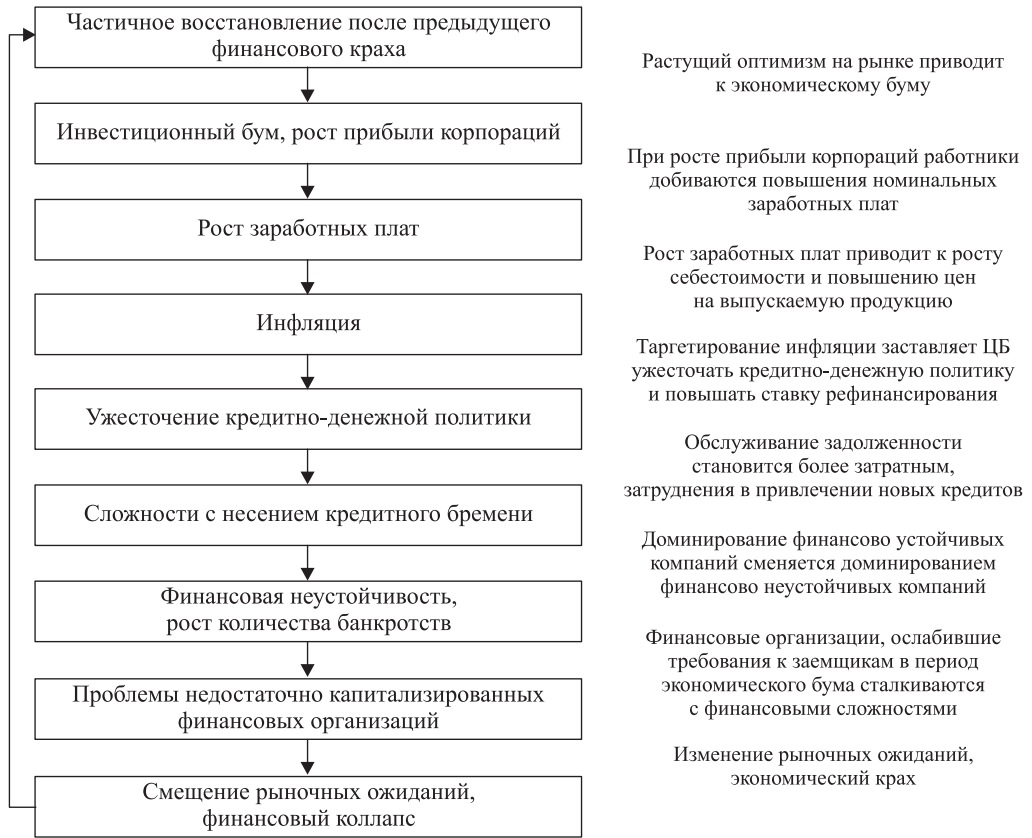 Частичное восстановление после предыдущего
финансового краха
Растущий оптимизм на рынке приводит
к экономическому буму
Инвестиционный бум, рост прибыли корпораций
При росте прибыли корпораций работники
добиваются повышения номинальных
заработных плат
Рост заработных плат
Рост заработных плат приводит к росту
себестоимости и повышению цен
на выпускаемую продукцию
Инфляция
Таргетирование инфляции заставляет ЦБ
ужесточать кредитно-денежную политику
и повышать ставку рефинансирования
Ужесточение кредитно-денежной политики
Обслуживание задолженности
становится более затратным,
затруднения в привлечении новых кредитов
Сложности с несением кредитного бремени
Доминирование финансово устойчивых
компаний сменяется доминированием
финансово неустойчивых компаний
Финансовая неустойчивость,
рост количества банкротств
Финансовые организации, ослабившие
требования к заемщикам в период
экономического бума сталкиваются
с финансовыми сложностями
Проблемы недостаточно капитализированных
финансовых организаций
Изменение рыночных ожиданий,
экономический крах
Смещение рыночных ожиданий,
финансовый коллапс